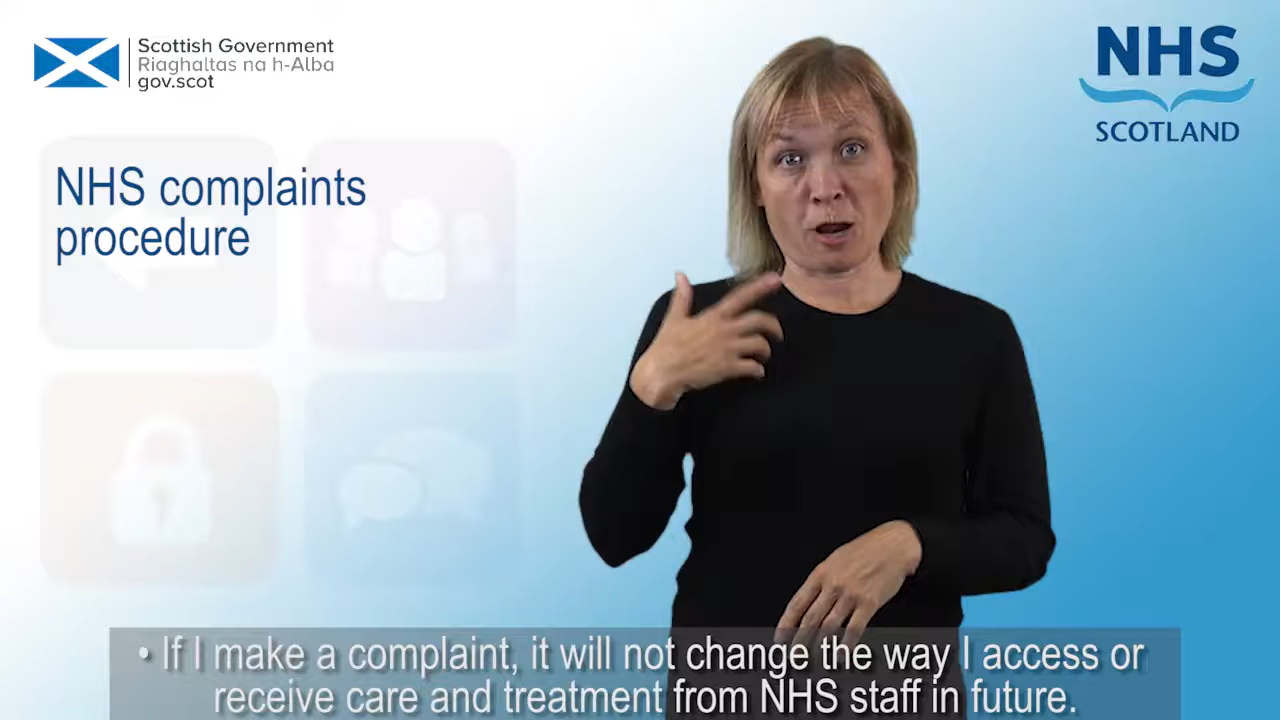 Scottish Government
Riaghaltas na h-Alba
gov.scot
NHS
SCOTLAND
NHS complaints
procedure
• If I make a complaint, it will not change the way I access or
receive care and treatment from NHS staff in future.